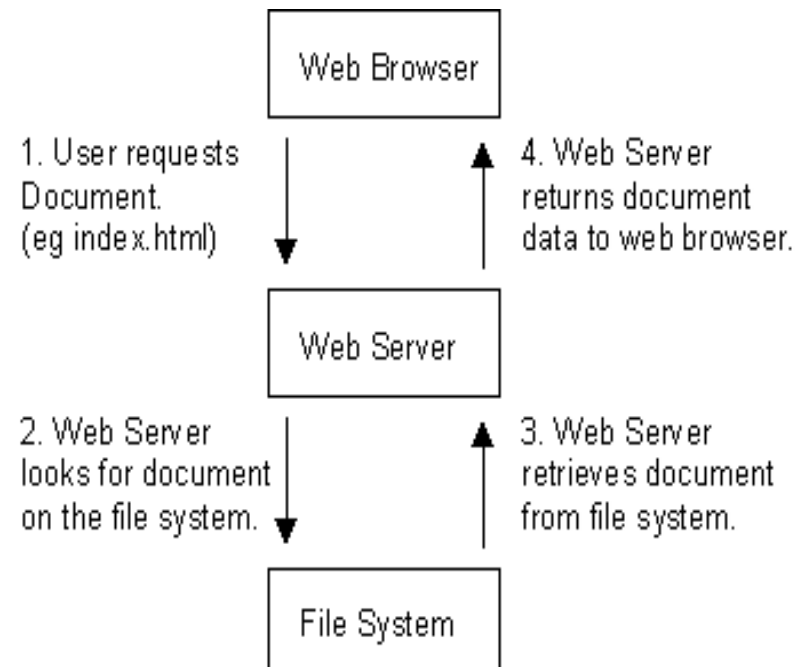 Web Browser
1. User requests
Document.
(eg index.html)
4. Web Server
returns document
data to web browser.
Web Server
2. Web Server
looks for document
on the file system.
3. Web Server
retrieves document
from file system.
File System